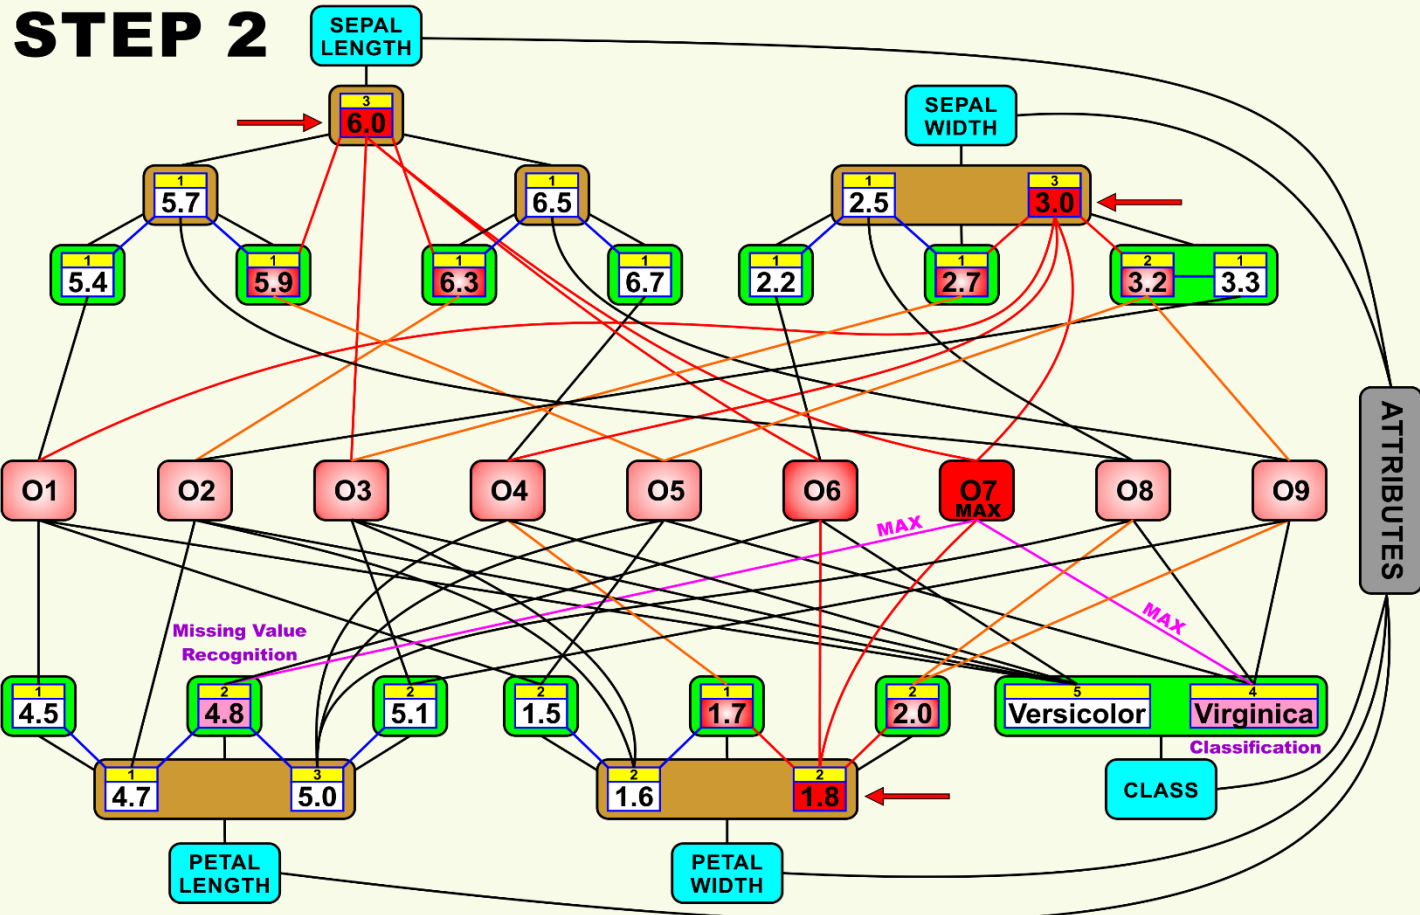 STEP 2
SEPAL
LENGTH
3
6.0
SEPAL
WIDTH
1
5.7
1
6.5
1
2.5
3
3.0
1
5.4
1
5.9
1
6.3
1
6.7
1
2.2
1
2.7
2
3.2
1
3.3
ATTRIBUTES
O1
O2
O3
O4
O5
O6
O7
MAX
O8
O9
MAX
MAX
Missing Value
Recognition
1
4.5
2
4.8
2
5.1
2
1.5
1
1.7
2
2.0
5
Versicolor
4
Virginica
Classification
1
4.7
3
5.0
2
1.6
2
1.8
CLASS
PETAL
LENGTH
PETAL
WIDTH